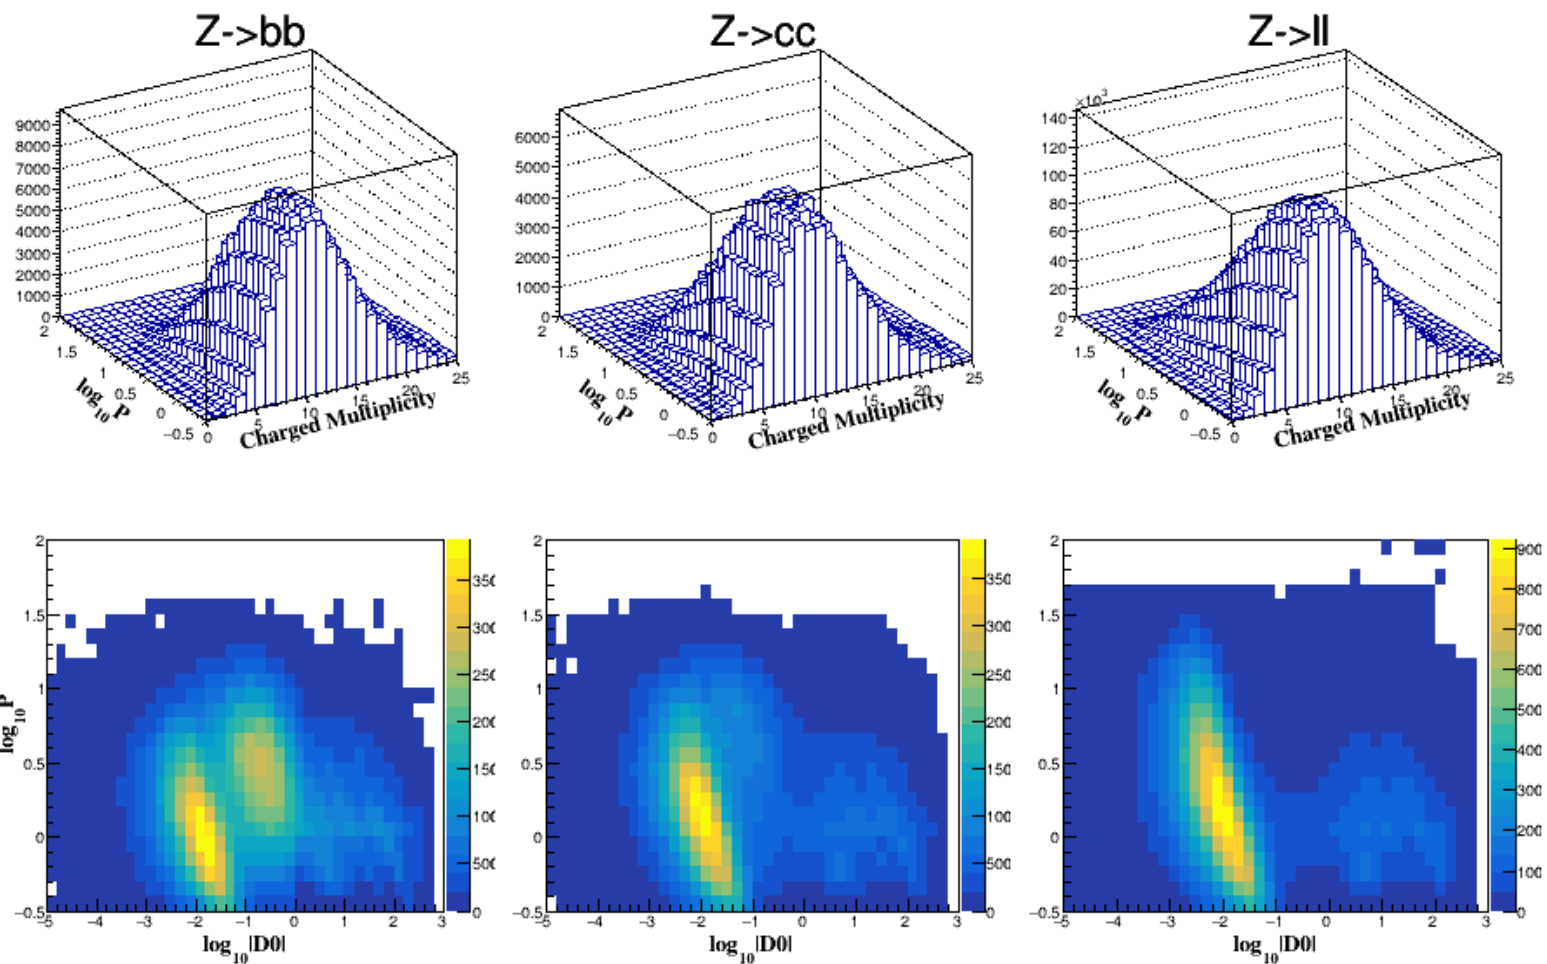 Z->bb Z->cc Z->ll
×10³
9000 8000 7000 6000 5000 4000 3000 2000 1000 0
2 1.5 1 0.5 0 −0.5
log10 P
0 5 10 15 20 25
Charged Multiplicity
6000 5000 4000 3000 2000 1000 0
2 1.5 1 0.5 0 −0.5
log10 P
0 5 10 15 20 25
Charged Multiplicity
140 120 100 80 60 40 20 0
2 1.5 1 0.5 0 −0.5
log10 P
0 5 10 15 20 25
Charged Multiplicity
2 1.5 1 0.5 0 −0.5
log10 P
−5 −4 −3 −2 −1 0 1 2 3
log10|D0|
0
2 1.5 1 0.5 0 −0.5
−5 −4 −3 −2 −1 0 1 2 3
log10|D0|
0
2 1.5 1 0.5 0 −0.5
−5 −4 −3 −2 −1 0 1 2 3
log10|D0|
0